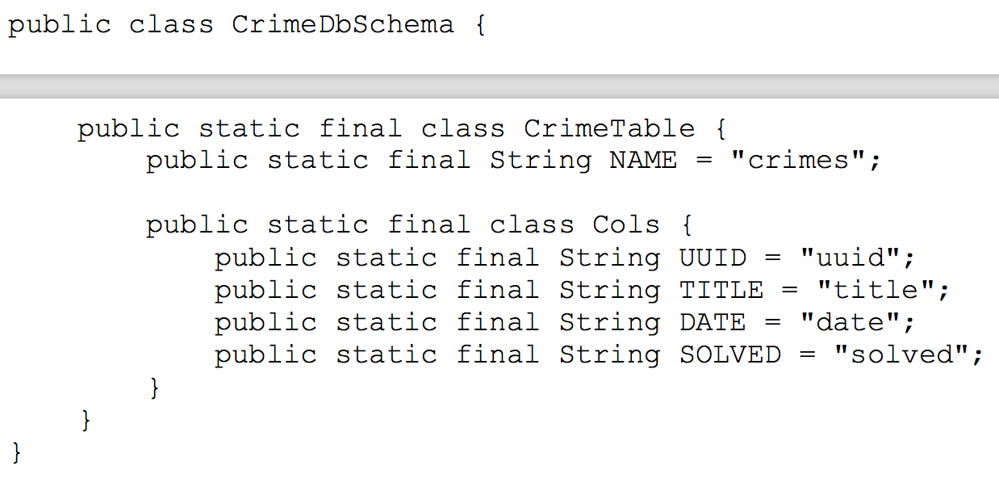 public class CrimeDbSchema {
public static final class CrimeTable {
public static final String NAME = "crimes";
public static final class Cols {
public static final String UUID = "uuid";
public static final String TITLE = "title";
public static final String DATE = "date";
public static final String SOLVED = "solved";
}
}
}